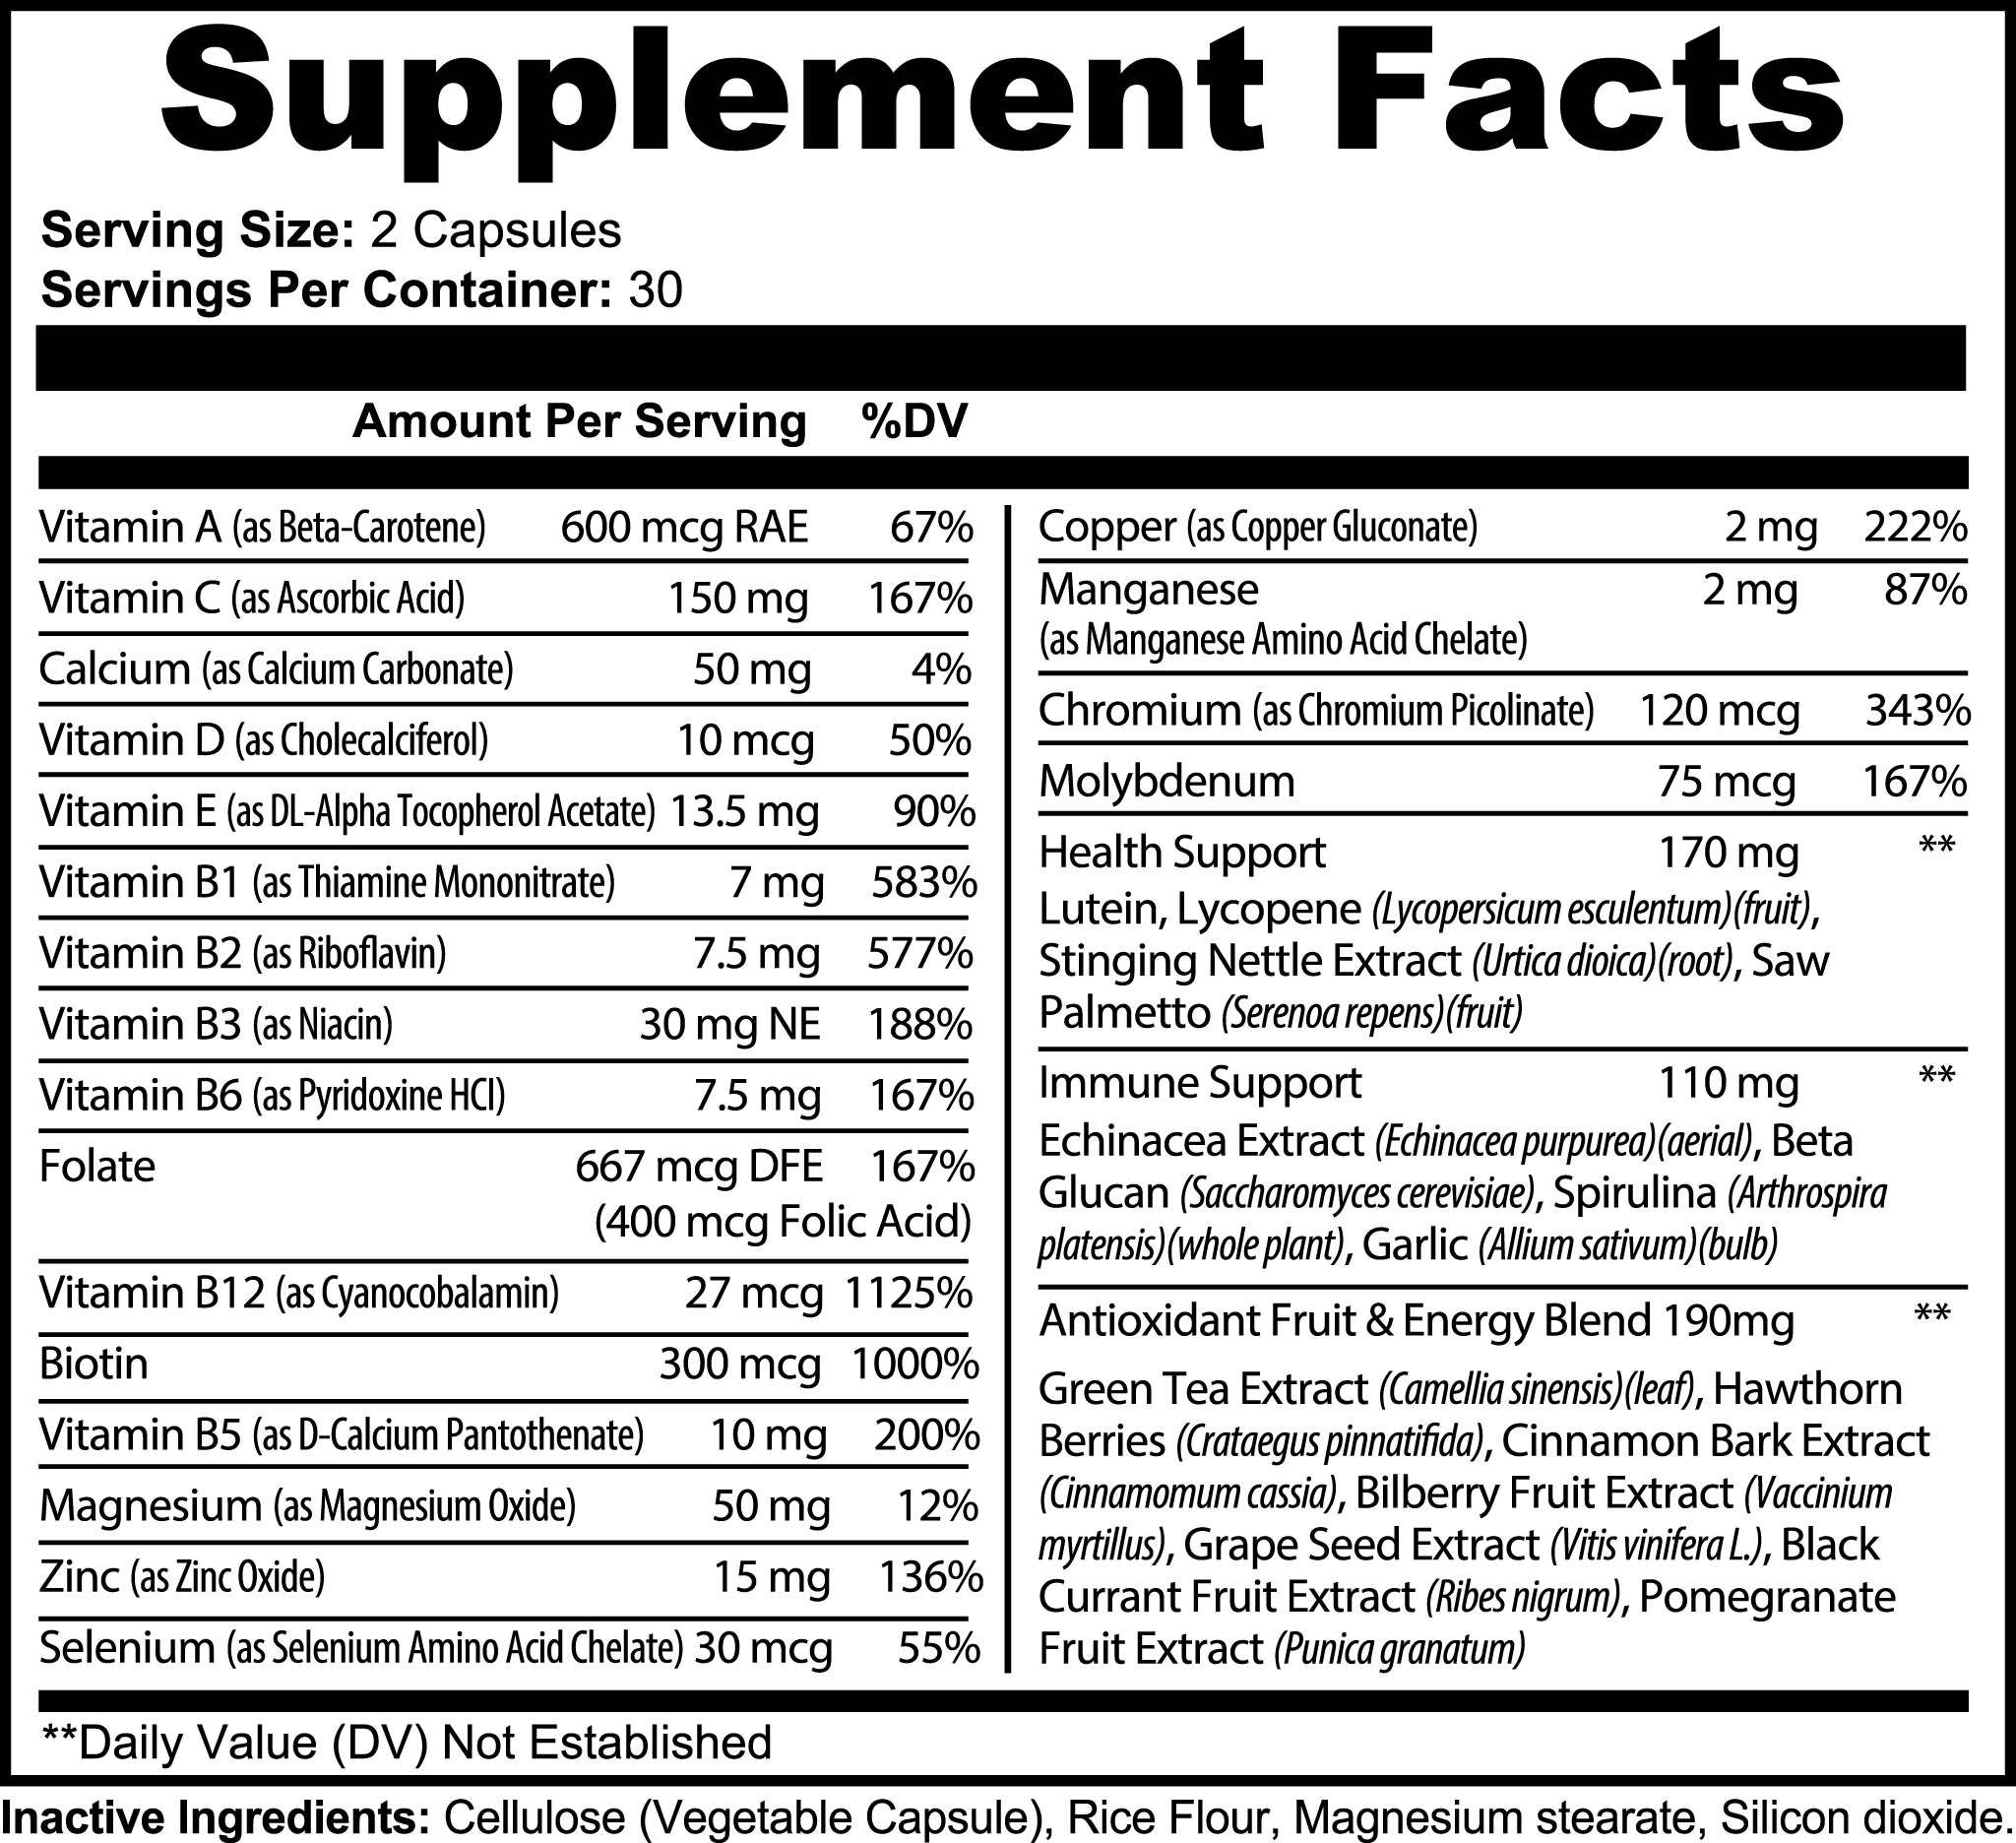 Supplement Facts
Serving Size: 2 Capsules
Servings Per Container: 30
Amount Per Serving %DV
Vitamin A (as Beta-Carotene) 600 mcg RAE 67%
Vitamin C (as Ascorbic Acid) 150 mg 167%
Calcium (as Calcium Carbonate) 50 mg 4%
Vitamin D (as Cholecalciferol) 10 mcg 50%
Vitamin E (as DL-Alpha Tocopherol Acetate) 13.5 mg 90%
Vitamin B1 (as Thiamine Mononitrate) 7 mg 583%
Vitamin B2 (as Riboflavin) 7.5 mg 577%
Vitamin B3 (as Niacin) 30 mg NE 188%
Vitamin B6 (as Pyridoxine HCl) 7.5 mg 167%
Folate 667 mcg DFE 167%
(400 mcg Folic Acid)
Vitamin B12 (as Cyanocobalamin) 27 mcg 1125%
Biotin 300 mcg 1000%
Vitamin B5 (as D-Calcium Pantothenate) 10 mg 200%
Magnesium (as Magnesium Oxide) 50 mg 12%
Zinc (as Zinc Oxide) 15 mg 136%
Selenium (as Selenium Amino Acid Chelate) 30 mcg 55%
Copper (as Copper Gluconate) 2 mg 222%
Manganese 2 mg 87%
(as Manganese Amino Acid Chelate)
Chromium (as Chromium Picolinate) 120 mcg 343%
Molybdenum 75 mcg 167%
Health Support 170 mg **
Lutein, Lycopene (Lycopersicum esculentum)(fruit),
Stinging Nettle Extract (Urtica dioica)(root), Saw
Palmetto (Serenoa repens)(fruit)
Immune Support 110 mg **
Echinacea Extract (Echinacea purpurea)(aerial), Beta
Glucan (Saccharomyces cerevisiae), Spirulina (Arthrospira
platensis)(whole plant), Garlic (Allium sativum)(bulb)
Antioxidant Fruit & Energy Blend 190mg **
Green Tea Extract (Camellia sinensis)(leaf), Hawthorn
Berries (Crataegus pinnatifida), Cinnamon Bark Extract
(Cinnamomum cassia), Bilberry Fruit Extract (Vaccinium
myrtillus), Grape Seed Extract (Vitis vinifera L.), Black
Currant Fruit Extract (Ribes nigrum), Pomegranate
Fruit Extract (Punica granatum)
**Daily Value (DV) Not Established
Inactive Ingredients: Cellulose (Vegetable Capsule), Rice Flour, Magnesium stearate, Silicon dioxide.